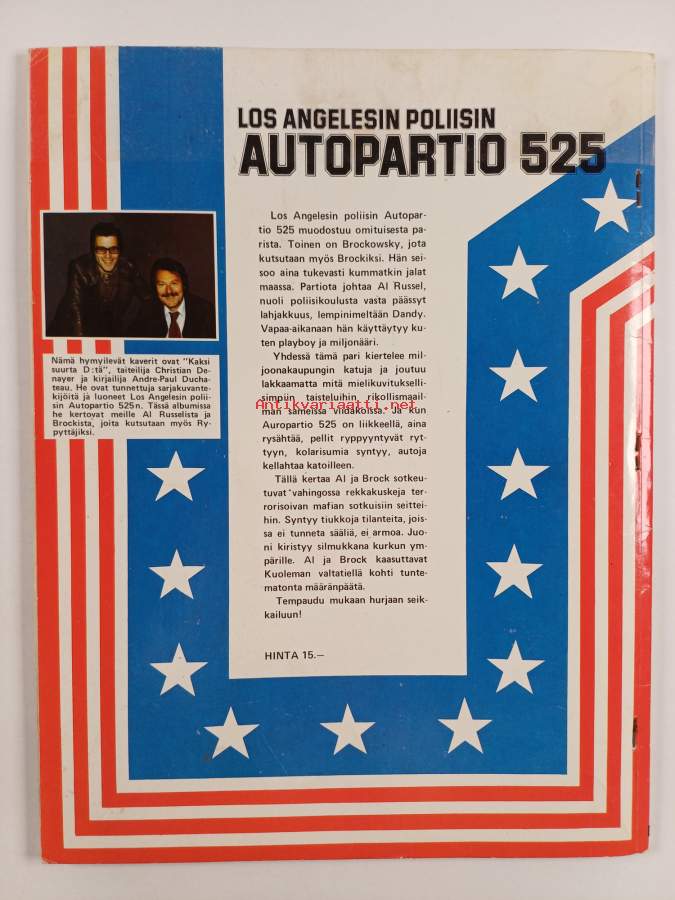 LOS ANGELESIN POLIISIN
AUTOPARTIO 525
Los Angelesin poliisin Autopar-
tio 525 muodostuu omituisesta pa-
rista. Toinen on Brockowsky, jota
kutsutaan myös Brockiksi. Hän sei-
soo aina tukevasti kummatkin jalat
maassa. Partiota johtaa Al Russel,
nuoli poliisikoulusta vasta päässyt
lahjakkuus, lempinimeltään Dandy.
Vapaa-aikanaan hän käyttäytyy ku-
ten playboy ja miljonääri.
Yhdessä tämä pari kiertelee mil-
joonakaupungin katuja ja joutuu
lakkaamatta mitä mielikuvitukselli-
simpiin taisteluihin rikollismaail-
man sameissa viidakoissa. Ja kun
Auropartio 525 on liikkeellä, aina
rysähtää, pellit ryppyyntyvät ryt-
tyyn, kolarisumia syntyy, autoja
kellahtaa katoilleen.
Tällä kertaa Al ja Brock sotkeu-
tuvat vahingossa rekkakuskeja ter-
rorisoivan mafian sotkuisiin seittei-
hin. Syntyy tiukkoja tilanteita, jois-
sa ei tunneta sääliä, ei armoa. Juo-
ni kiristyy silmukkana kurkun ym-
pärille. Al ja Brock kaasuttavat
Kuoleman valtatiellä kohti tunte-
matonta määränpäätä.
Tempaudu mukaan hurjaan seik-
kailuun!
HINTA 15.—
Nämä hymyilevät kaverit ovat "Kaksi
suurta D:tä", taiteilija Christian De-
nayer ja kirjailija Andre-Paul Ducha-
teau. He ovat tunnettuja sarjakuvante-
kijöitä ja luoneet Los Angelesin polii-
sin Autopartio 525n. Tässä albumissa
he kertovat meille Al Russelista ja
Brockista, joita kutsutaan myös Ry-
pyttäjiksi.
Antikvariaatti.net